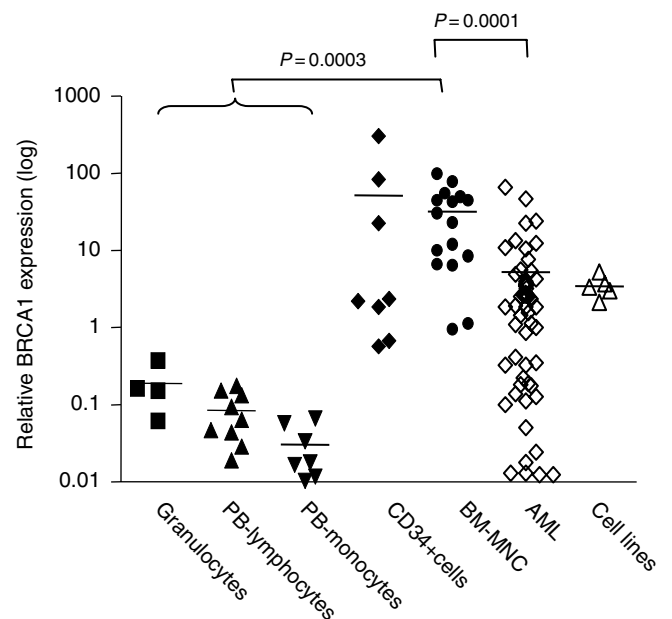 P = 0.0001
P = 0.0003
Relative BRCA1 expression (log)
1000
100
10
1
0.1
0.01
Granulocytes
PB-lymphocytes
PB-monocytes
CD34+cells
BM-MNC
AML
Cell lines